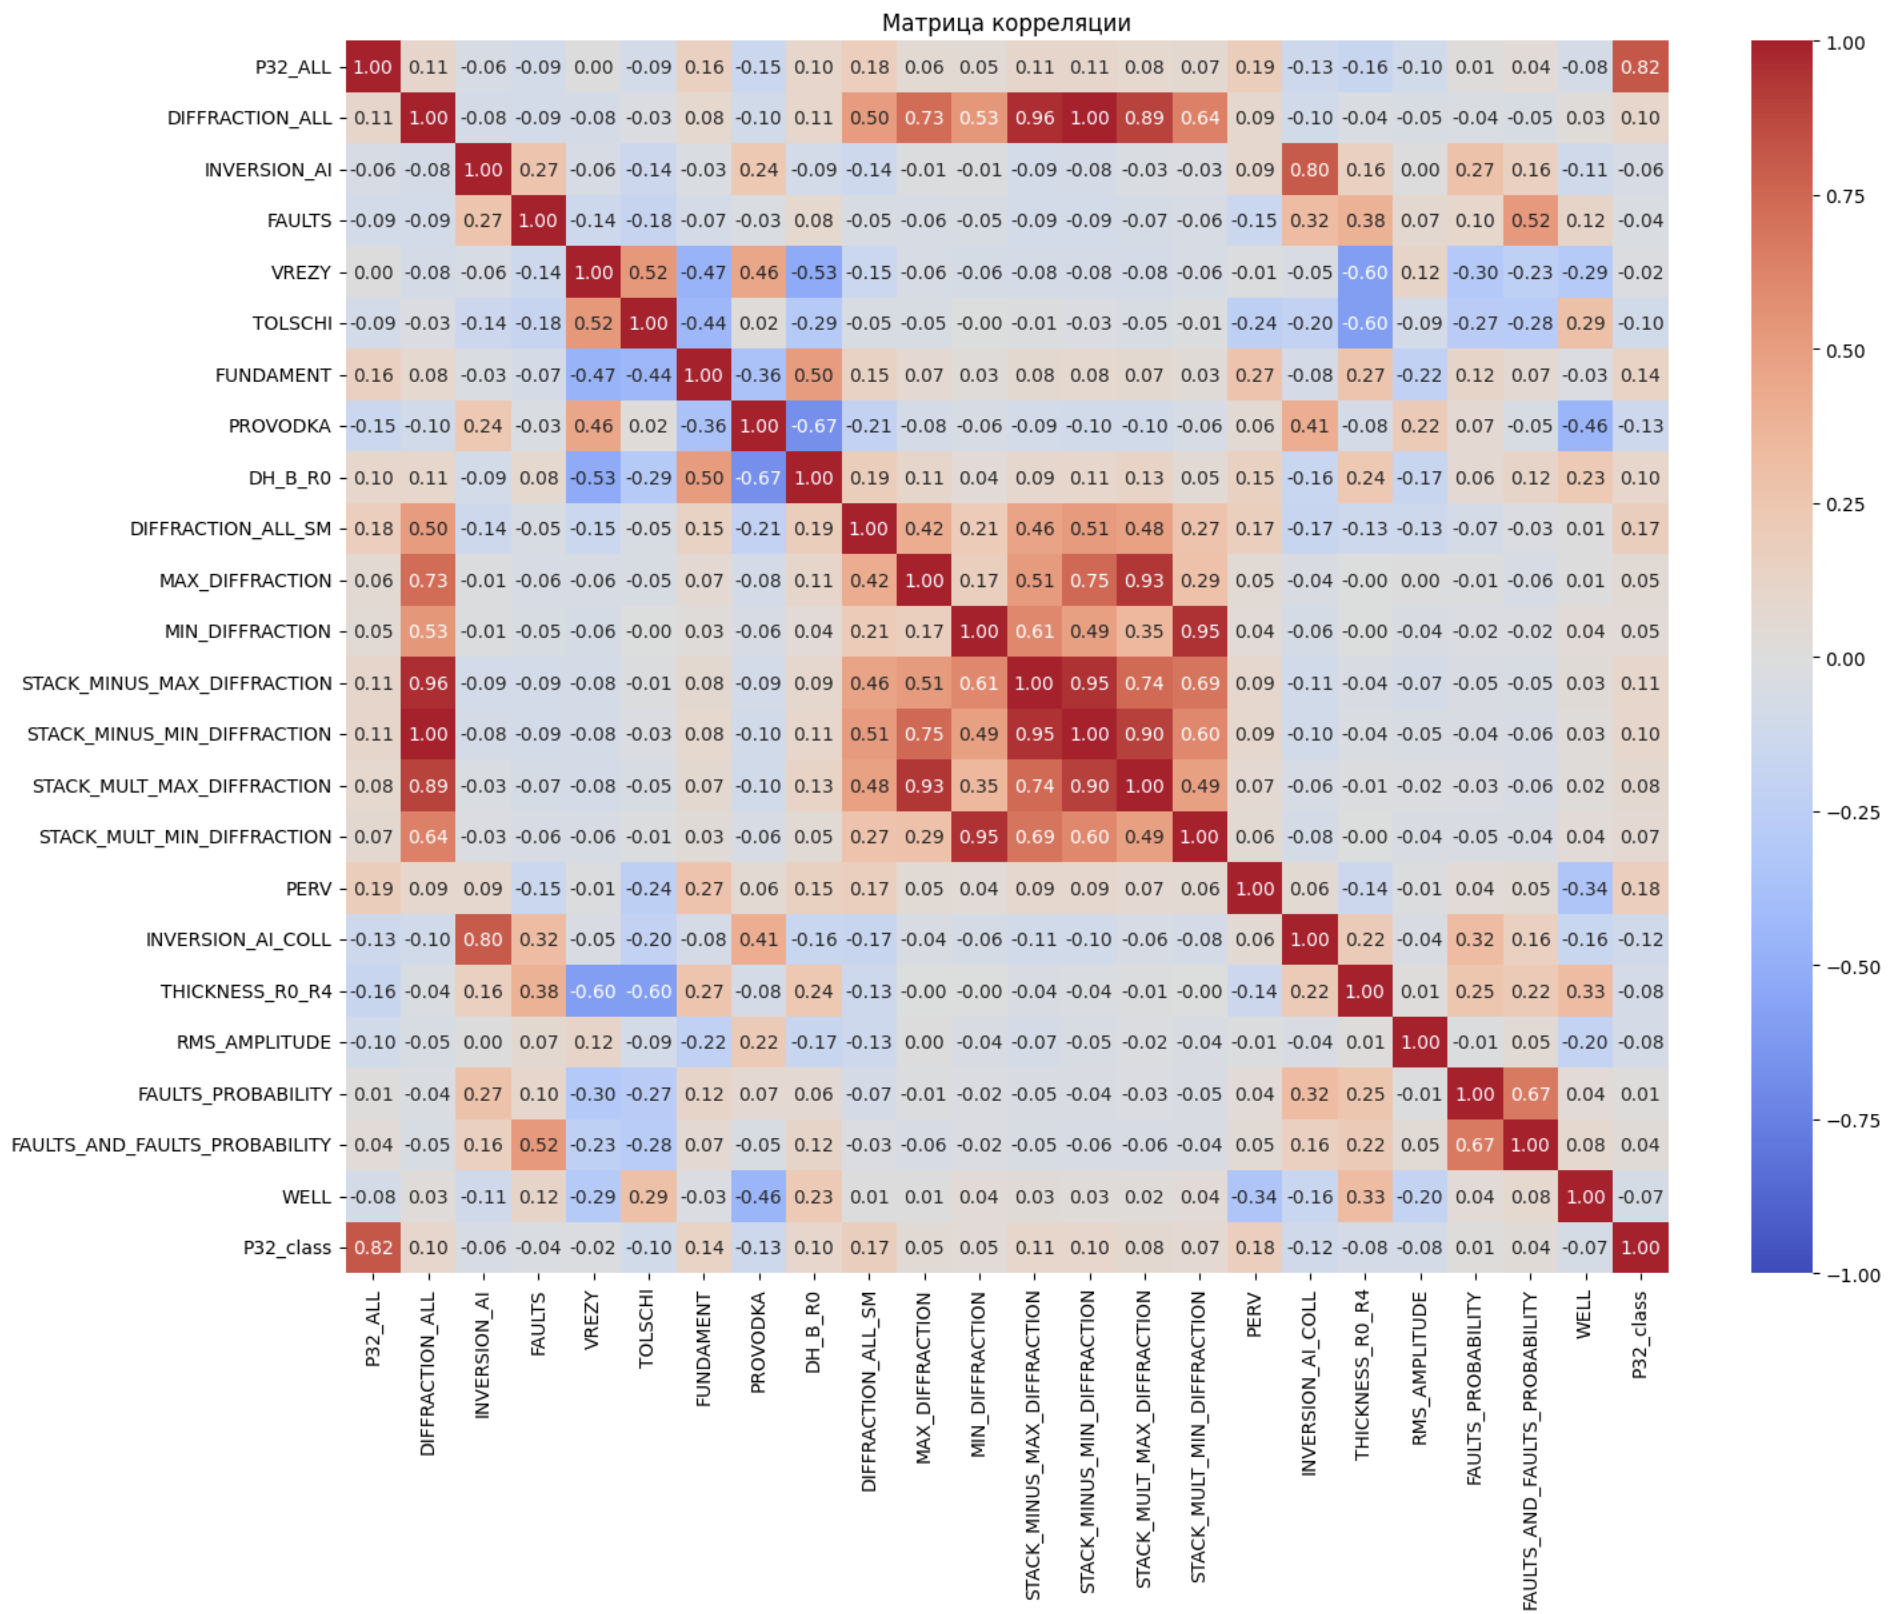 Матрица корреляции
P32_ALL 1.00 0.11 -0.06 -0.09 0.00 -0.09 0.16 -0.15 0.10 0.18 0.06 0.05 0.11 0.11 0.08 0.07 0.19 -0.13 -0.16 -0.10 0.01 0.04 -0.08 0.82
DIFFRACTION_ALL 0.11 1.00 -0.08 -0.09 -0.08 -0.03 0.08 -0.10 0.11 0.50 0.73 0.53 0.96 1.00 0.89 0.64 0.09 -0.10 -0.04 -0.05 -0.04 -0.05 0.03 0.10
INVERSION_AI -0.06 -0.08 1.00 0.27 -0.06 -0.14 -0.03 0.24 -0.09 -0.14 -0.01 -0.01 -0.09 -0.08 -0.03 -0.03 0.09 0.80 0.16 0.00 0.27 0.16 -0.11 -0.06
FAULTS -0.09 -0.09 0.27 1.00 -0.14 -0.18 -0.07 -0.03 0.08 -0.05 -0.06 -0.05 -0.09 -0.09 -0.07 -0.06 -0.15 0.32 0.38 0.07 0.10 0.52 0.12 -0.04
VREZY 0.00 -0.08 -0.06 -0.14 1.00 0.52 -0.47 0.46 -0.53 -0.15 -0.06 -0.06 -0.08 -0.08 -0.08 -0.06 -0.01 -0.05 -0.60 0.12 -0.30 -0.23 -0.29 -0.02
TOLSCHI -0.09 -0.03 -0.14 -0.18 0.52 1.00 -0.44 0.02 -0.29 -0.05 -0.05 -0.00 -0.01 -0.03 -0.05 -0.01 -0.24 -0.20 -0.60 -0.09 -0.27 -0.28 0.29 -0.10
FUNDAMENT 0.16 0.08 -0.03 -0.07 -0.47 -0.44 1.00 -0.36 0.50 0.15 0.07 0.03 0.08 0.08 0.07 0.03 0.27 -0.08 0.27 -0.22 0.12 0.07 -0.03 0.14
PROVODKA -0.15 -0.10 0.24 -0.03 0.46 0.02 -0.36 1.00 -0.67 -0.21 -0.08 -0.06 -0.09 -0.10 -0.10 -0.06 0.06 0.41 -0.08 0.22 0.07 -0.05 -0.46 -0.13
DH_B_R0 0.10 0.11 -0.09 0.08 -0.53 -0.29 0.50 -0.67 1.00 0.19 0.11 0.04 0.09 0.11 0.13 0.05 0.15 -0.16 0.24 -0.17 0.06 0.12 0.23 0.10
DIFFRACTION_ALL_SM 0.18 0.50 -0.14 -0.05 -0.15 -0.05 0.15 -0.21 0.19 1.00 0.42 0.21 0.46 0.51 0.48 0.27 0.17 -0.17 -0.13 -0.13 -0.07 -0.03 0.01 0.17
MAX_DIFFRACTION 0.06 0.73 -0.01 -0.06 -0.06 -0.05 0.07 -0.08 0.11 0.42 1.00 0.17 0.51 0.75 0.93 0.29 0.05 -0.04 -0.00 0.00 -0.01 -0.06 0.01 0.05
MIN_DIFFRACTION 0.05 0.53 -0.01 -0.05 -0.06 -0.00 0.03 -0.06 0.04 0.21 0.17 1.00 0.61 0.49 0.35 0.95 0.04 -0.06 -0.00 -0.04 -0.02 -0.02 0.04 0.05
STACK_MINUS_MAX_DIFFRACTION 0.11 0.96 -0.09 -0.09 -0.08 -0.01 0.08 -0.09 0.09 0.46 0.51 0.61 1.00 0.95 0.74 0.69 0.09 -0.11 -0.04 -0.07 -0.05 -0.05 0.03 0.11
STACK_MINUS_MIN_DIFFRACTION 0.11 1.00 -0.08 -0.09 -0.08 -0.03 0.08 -0.10 0.11 0.51 0.75 0.49 0.95 1.00 0.90 0.60 0.09 -0.10 -0.04 -0.05 -0.04 -0.06 0.03 0.10
STACK_MULT_MAX_DIFFRACTION 0.08 0.89 -0.03 -0.07 -0.08 -0.05 0.07 -0.10 0.13 0.48 0.93 0.35 0.74 0.90 1.00 0.49 0.07 -0.06 -0.01 -0.02 -0.03 -0.06 0.02 0.08
STACK_MULT_MIN_DIFFRACTION 0.07 0.64 -0.03 -0.06 -0.06 -0.01 0.03 -0.06 0.05 0.27 0.29 0.95 0.69 0.60 0.49 1.00 0.06 -0.08 -0.00 -0.04 -0.05 -0.04 0.04 0.07
PERV 0.19 0.09 0.09 -0.15 -0.01 -0.24 0.27 0.06 0.15 0.17 0.05 0.04 0.09 0.09 0.07 0.06 1.00 0.06 -0.14 -0.01 0.04 0.05 -0.34 0.18
INVERSION_AI_COLL -0.13 -0.10 0.80 0.32 -0.05 -0.20 -0.08 0.41 -0.16 -0.17 -0.04 -0.06 -0.11 -0.10 -0.06 -0.08 0.06 1.00 0.22 -0.04 0.32 0.16 -0.16 -0.12
THICKNESS_R0_R4 -0.16 -0.04 0.16 0.38 -0.60 -0.60 0.27 -0.08 0.24 -0.13 -0.00 -0.00 -0.04 -0.04 -0.01 -0.00 -0.14 0.22 1.00 0.01 0.25 0.22 0.33 -0.08
RMS_AMPLITUDE -0.10 -0.05 0.00 0.07 0.12 -0.09 -0.22 0.22 -0.17 -0.13 0.00 -0.04 -0.07 -0.05 -0.02 -0.04 -0.01 -0.04 0.01 1.00 -0.01 0.05 -0.20 -0.08
FAULTS_PROBABILITY 0.01 -0.04 0.27 0.10 -0.30 -0.27 0.12 0.07 0.06 -0.07 -0.01 -0.02 -0.05 -0.04 -0.03 -0.05 0.04 0.32 0.25 -0.01 1.00 0.67 0.04 0.01
FAULTS_AND_FAULTS_PROBABILITY 0.04 -0.05 0.16 0.52 -0.23 -0.28 0.07 -0.05 0.12 -0.03 -0.06 -0.02 -0.05 -0.06 -0.06 -0.04 0.05 0.16 0.22 0.05 0.67 1.00 0.08 0.04
WELL -0.08 0.03 -0.11 0.12 -0.29 0.29 -0.03 -0.46 0.23 0.01 0.01 0.04 0.03 0.03 0.02 0.04 -0.34 -0.16 0.33 -0.20 0.04 0.08 1.00 -0.07
P32_class 0.82 0.10 -0.06 -0.04 -0.02 -0.10 0.14 -0.13 0.10 0.17 0.05 0.05 0.11 0.10 0.08 0.07 0.18 -0.12 -0.08 -0.08 0.01 0.04 -0.07 1.00
P32_ALL
DIFFRACTION_ALL
INVERSION_AI
FAULTS
VREZY
TOLSCHI
FUNDAMENT
PROVODKA
DH_B_R0
DIFFRACTION_ALL_SM
MAX_DIFFRACTION
MIN_DIFFRACTION
STACK_MINUS_MAX_DIFFRACTION
STACK_MINUS_MIN_DIFFRACTION
STACK_MULT_MAX_DIFFRACTION
STACK_MULT_MIN_DIFFRACTION
PERV
INVERSION_AI_COLL
THICKNESS_R0_R4
RMS_AMPLITUDE
FAULTS_PROBABILITY
FAULTS_AND_FAULTS_PROBABILITY
WELL
P32_class
1.00
0.75
0.50
0.25
0.00
−0.25
−0.50
−0.75
−1.00